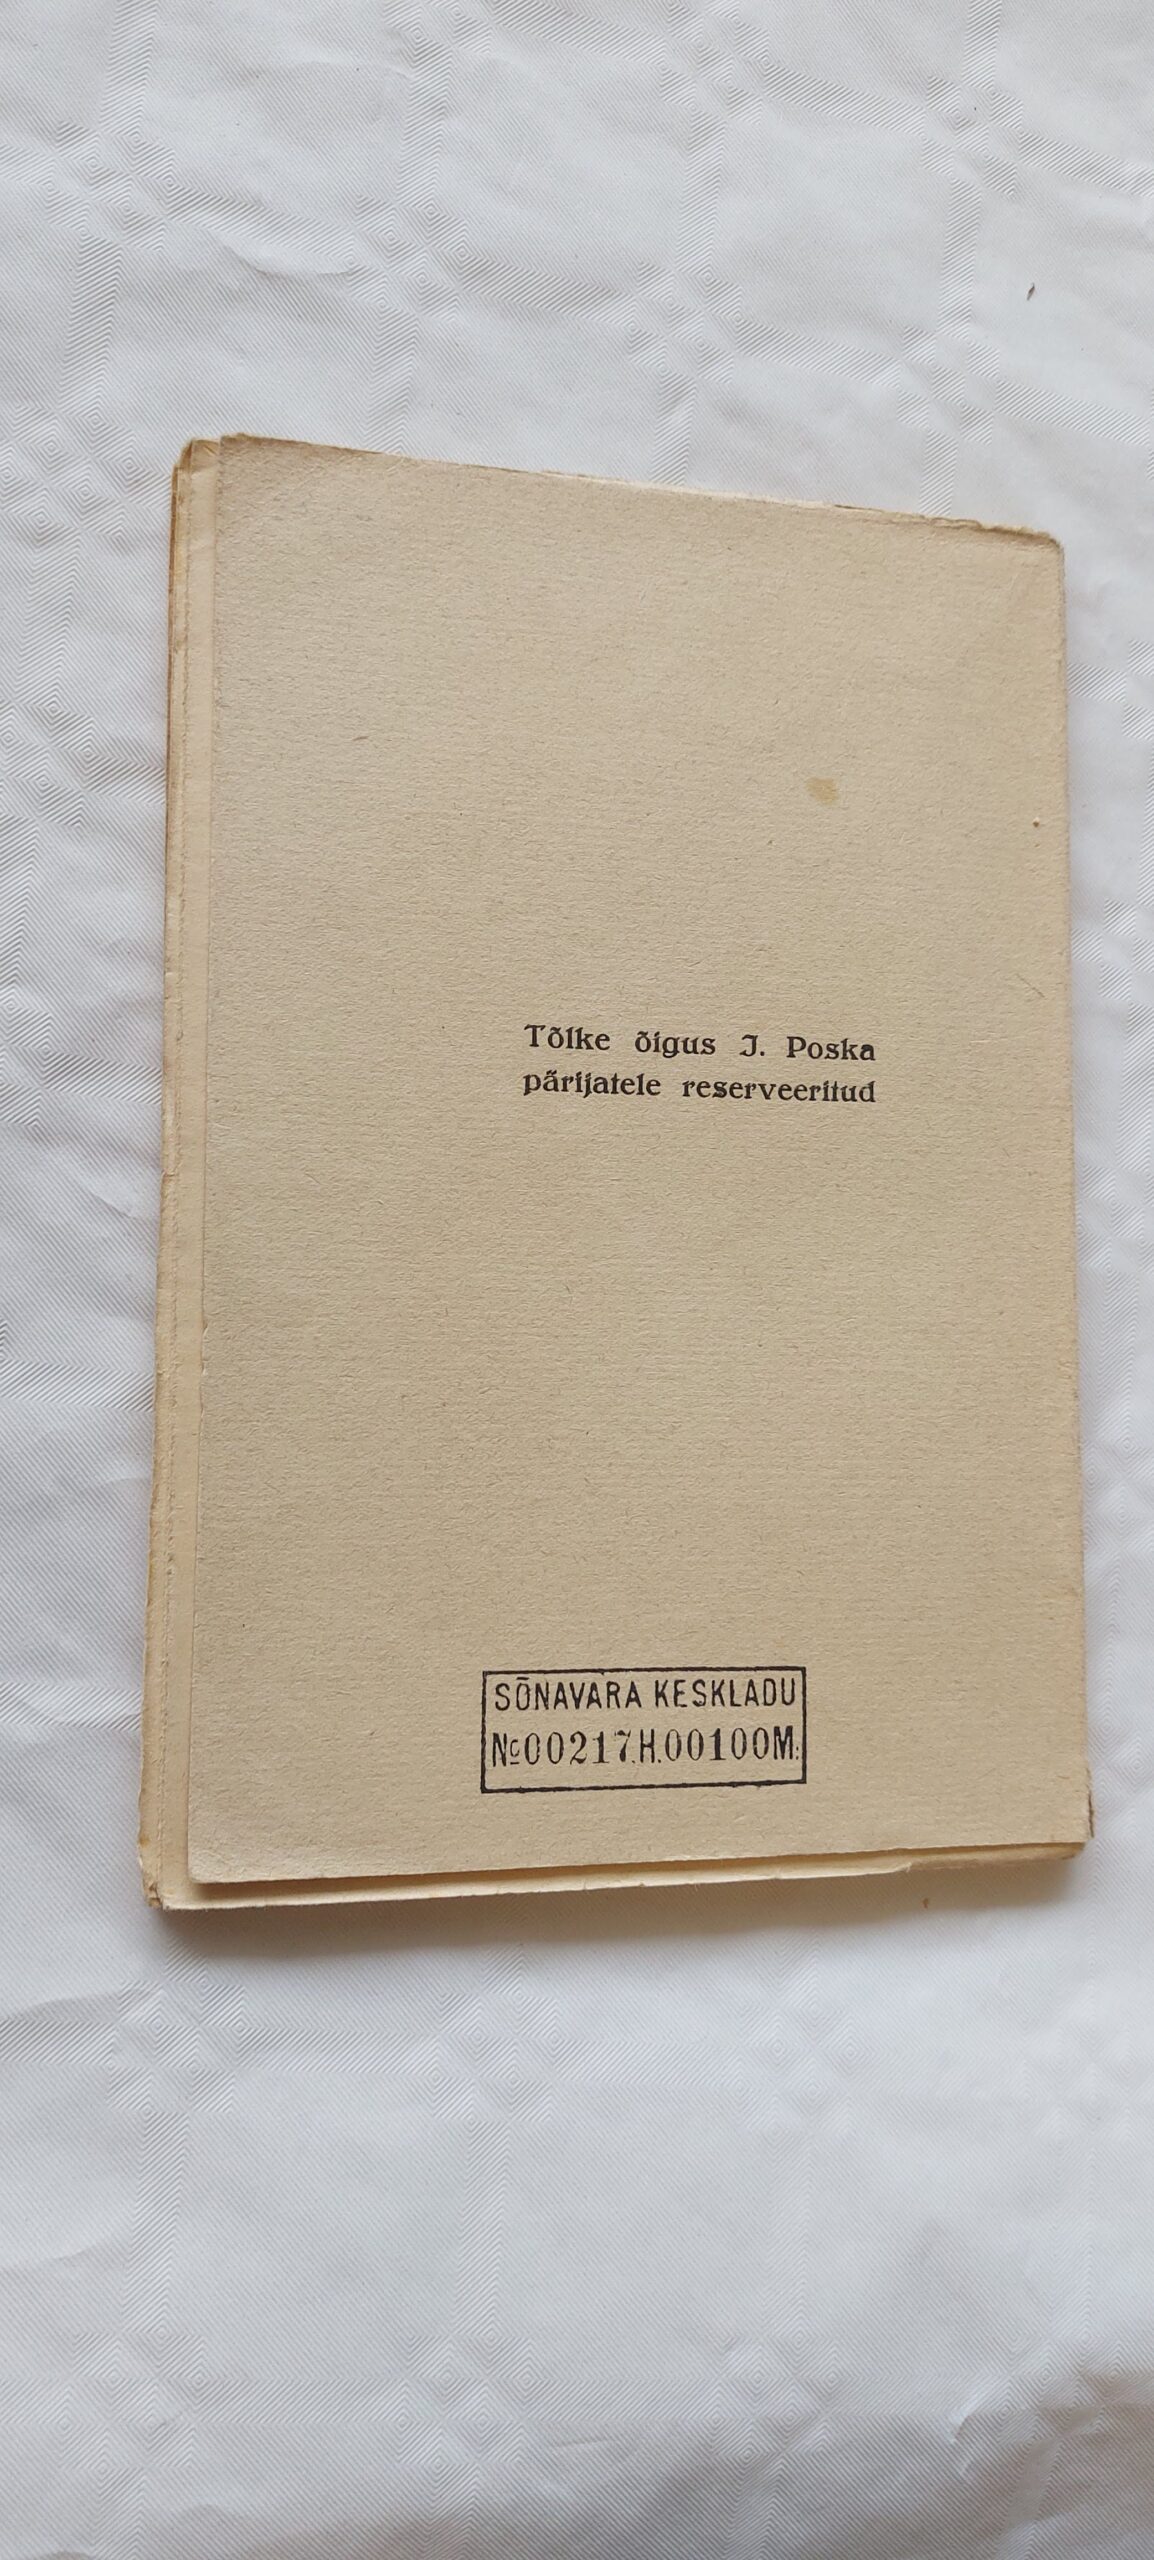 Tõlke õigus J. Poska
pärijatele reserveeritud
SÕNAVARA KESKLADU
№00217.H.00100M.